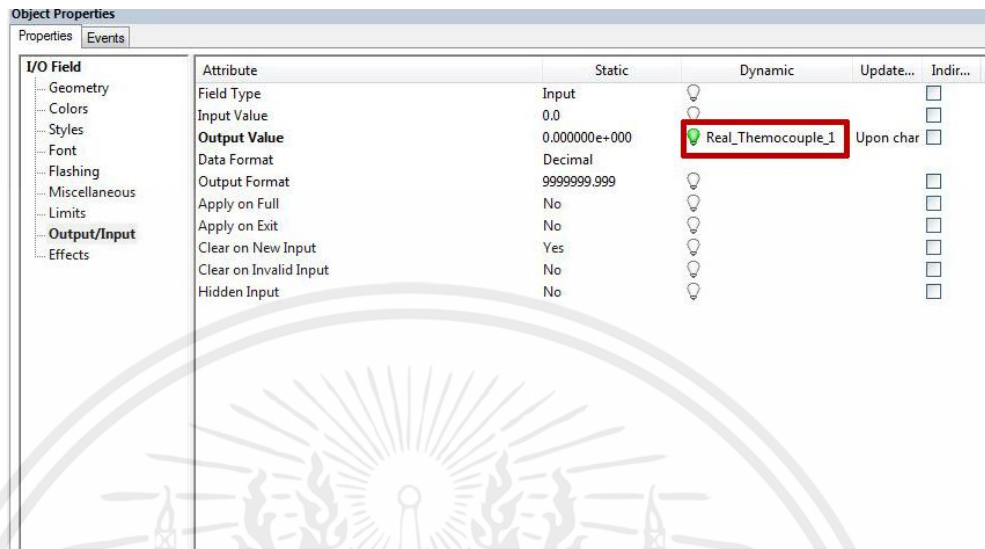 Object Properties
Properties Events
I/O Field
Geometry
Colors
Styles
Font
Flashing
Miscellaneous
Limits
Output/Input
Effects
Attribute Static Dynamic Update... Indir...
Field Type Input
Input Value 0.0
Output Value 0.000000e+000 Real_Themocouple_1 Upon char
Data Format Decimal
Output Format 9999999.999
Apply on Full No
Apply on Exit No
Clear on New Input Yes
Clear on Invalid Input No
Hidden Input No